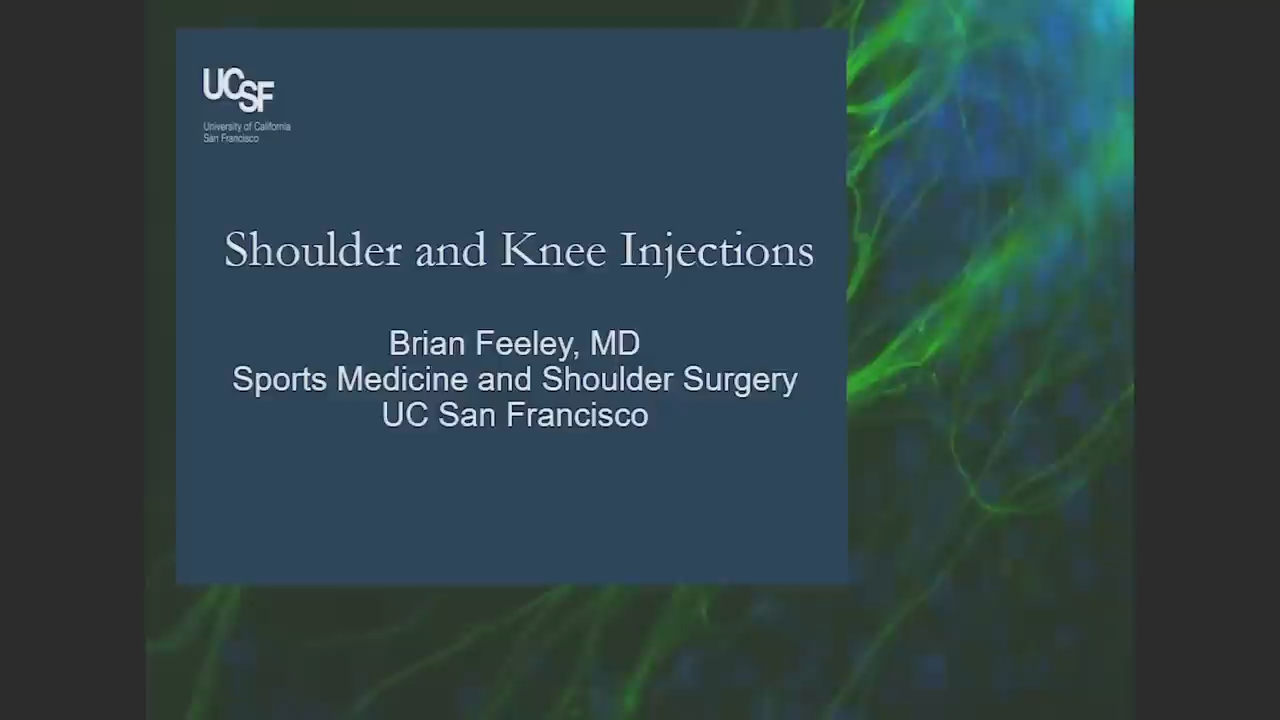 UCSF
University of California
San Francisco
Shoulder and Knee Injections
Brian Feeley, MD
Sports Medicine and Shoulder Surgery
UC San Francisco